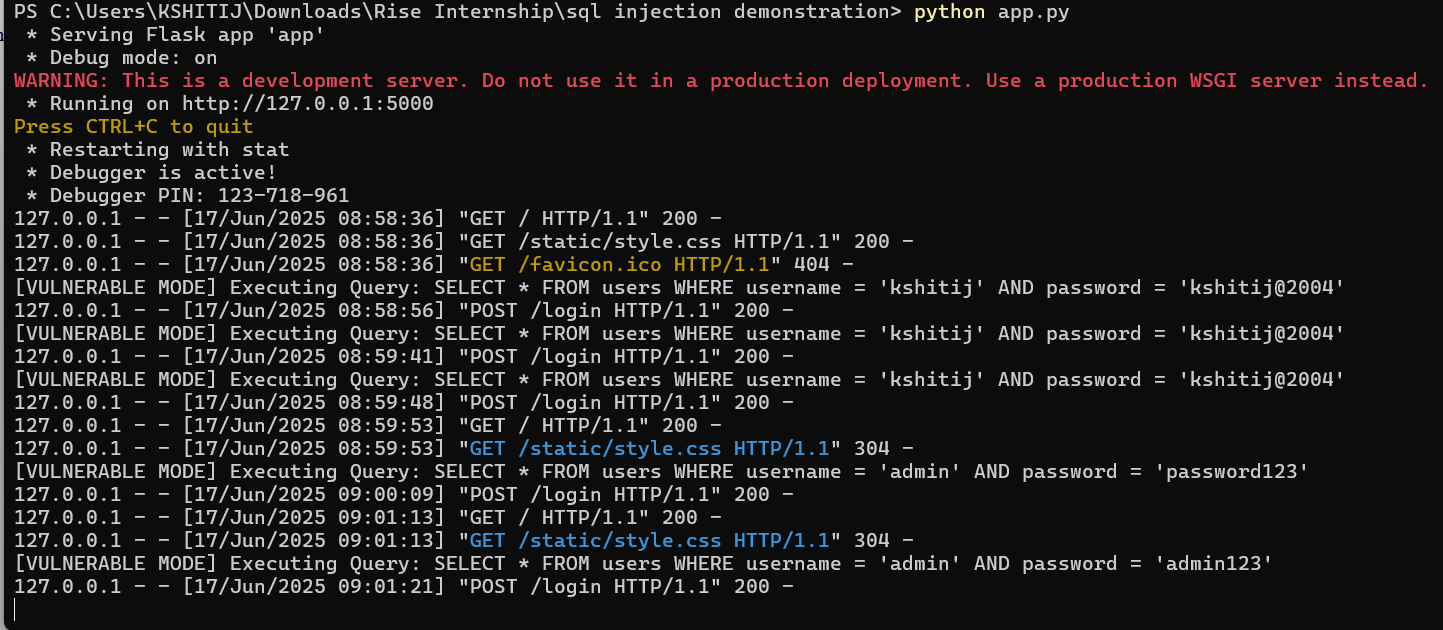 PS C:\Users\KSHITIJ\Downloads\Rise Internship\sql injection demonstration> python app.py
 * Serving Flask app 'app'
 * Debug mode: on
WARNING: This is a development server. Do not use it in a production deployment. Use a production WSGI server instead.
 * Running on http://127.0.0.1:5000
Press CTRL+C to quit
 * Restarting with stat
 * Debugger is active!
 * Debugger PIN: 123-718-961
127.0.0.1 - - [17/Jun/2025 08:58:36] "GET / HTTP/1.1" 200 -
127.0.0.1 - - [17/Jun/2025 08:58:36] "GET /static/style.css HTTP/1.1" 200 -
127.0.0.1 - - [17/Jun/2025 08:58:36] "GET /favicon.ico HTTP/1.1" 404 -
[VULNERABLE MODE] Executing Query: SELECT * FROM users WHERE username = 'kshitij' AND password = 'kshitij@2004'
127.0.0.1 - - [17/Jun/2025 08:58:56] "POST /login HTTP/1.1" 200 -
[VULNERABLE MODE] Executing Query: SELECT * FROM users WHERE username = 'kshitij' AND password = 'kshitij@2004'
127.0.0.1 - - [17/Jun/2025 08:59:41] "POST /login HTTP/1.1" 200 -
[VULNERABLE MODE] Executing Query: SELECT * FROM users WHERE username = 'kshitij' AND password = 'kshitij@2004'
127.0.0.1 - - [17/Jun/2025 08:59:48] "POST /login HTTP/1.1" 200 -
127.0.0.1 - - [17/Jun/2025 08:59:53] "GET / HTTP/1.1" 200 -
127.0.0.1 - - [17/Jun/2025 08:59:53] "GET /static/style.css HTTP/1.1" 304 -
[VULNERABLE MODE] Executing Query: SELECT * FROM users WHERE username = 'admin' AND password = 'password123'
127.0.0.1 - - [17/Jun/2025 09:00:09] "POST /login HTTP/1.1" 200 -
127.0.0.1 - - [17/Jun/2025 09:01:13] "GET / HTTP/1.1" 200 -
127.0.0.1 - - [17/Jun/2025 09:01:13] "GET /static/style.css HTTP/1.1" 304 -
[VULNERABLE MODE] Executing Query: SELECT * FROM users WHERE username = 'admin' AND password = 'admin123'
127.0.0.1 - - [17/Jun/2025 09:01:21] "POST /login HTTP/1.1" 200 -